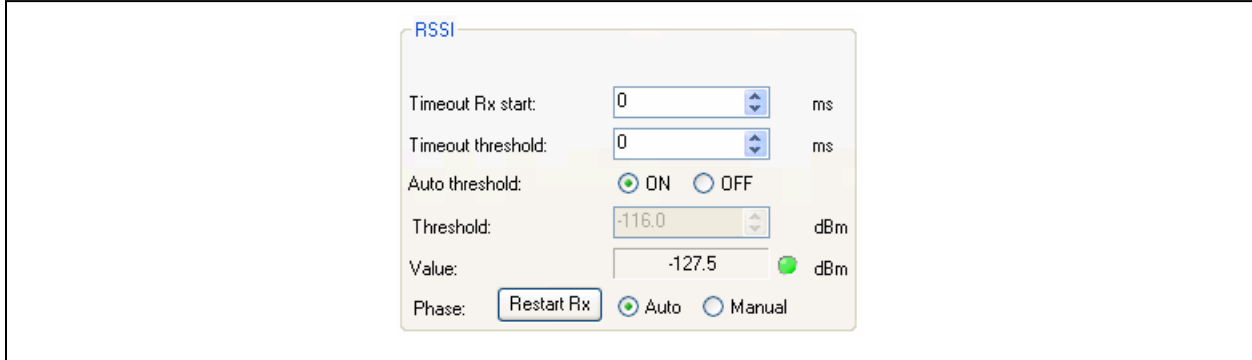 RSSI
Timeout Rx start: 0 ms
Timeout threshold: 0 ms
Auto threshold: ON OFF
Threshold: -116.0 dBm
Value: -127.5 dBm
Phase: Restart Rx Auto Manual